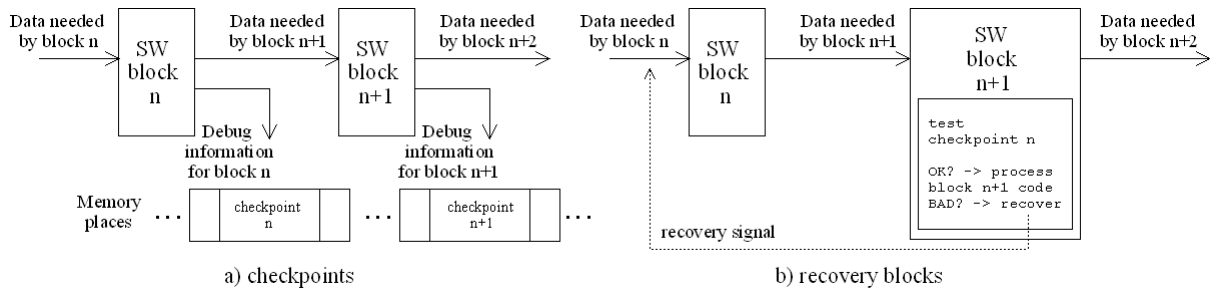 Data needed
by block n
SW
block
n
Data needed
by block n+1
SW
block
n+1
Data needed
by block n+2
Debug
information
for block n
Debug
information
for block n+1
Memory
places
...
checkpoint
n
...
checkpoint
n+1
...
a) checkpoints
Data needed
by block n
SW
block
n
Data needed
by block n+1
SW
block
n+1
Data needed
by block n+2
test
checkpoint n
OK? -> process
block n+1 code
BAD? -> recover
recovery signal
b) recovery blocks